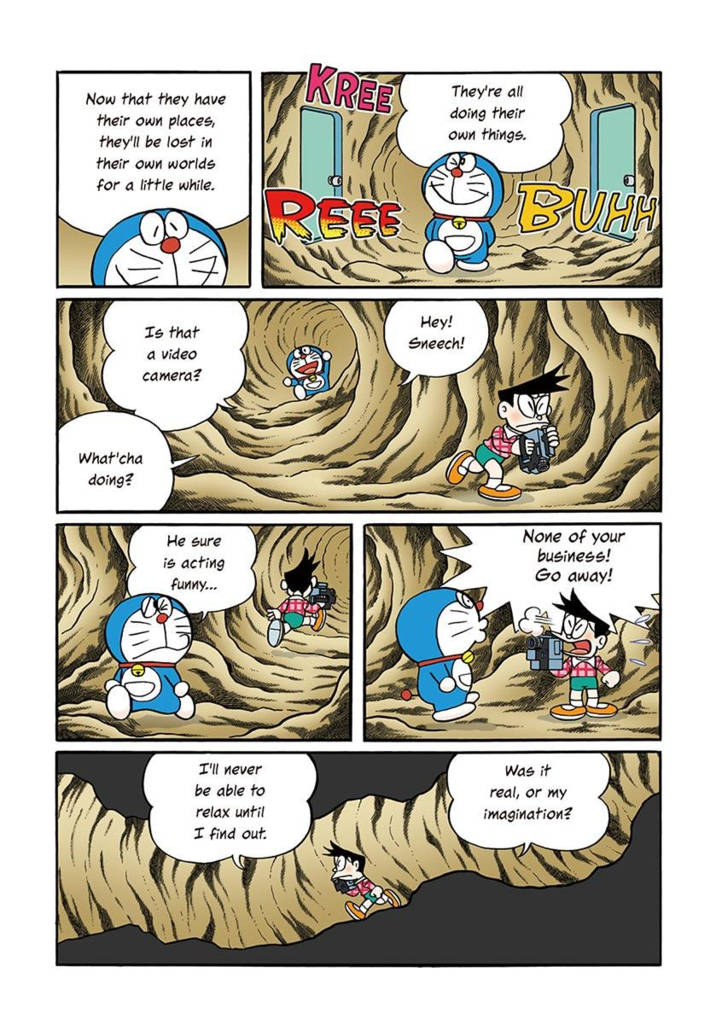 Now that they have
their own places,
they'll be lost in
their own worlds
for a little while.
KREE
They're all
doing their
own things.
REEE
BUHH
Is that
a video
camera?
Hey!
Sneech!
What'cha
doing?
He sure
is acting
funny...
None of your
business!
Go away!
I'll never
be able to
relax until
I find out.
Was it
real, or my
imagination?